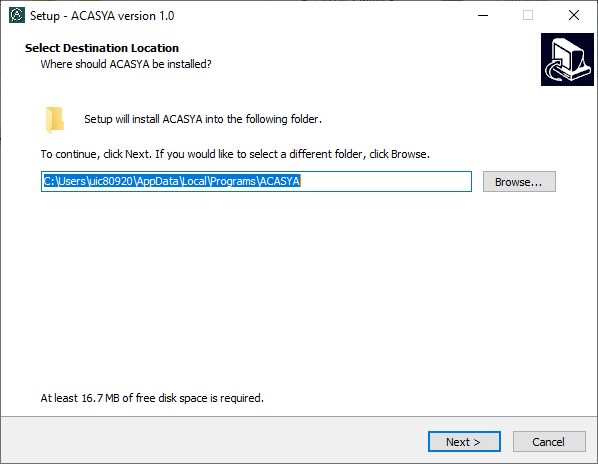 Setup - ACASYA version 1.0
Select Destination Location
Where should ACASYA be installed?
Setup will install ACASYA into the following folder.
To continue, click Next. If you would like to select a different folder, click Browse.
C:\Users\uic80920\AppData\Local\Programs\ACASYA
Browse...
At least 16.7 MB of free disk space is required.
Next >
Cancel